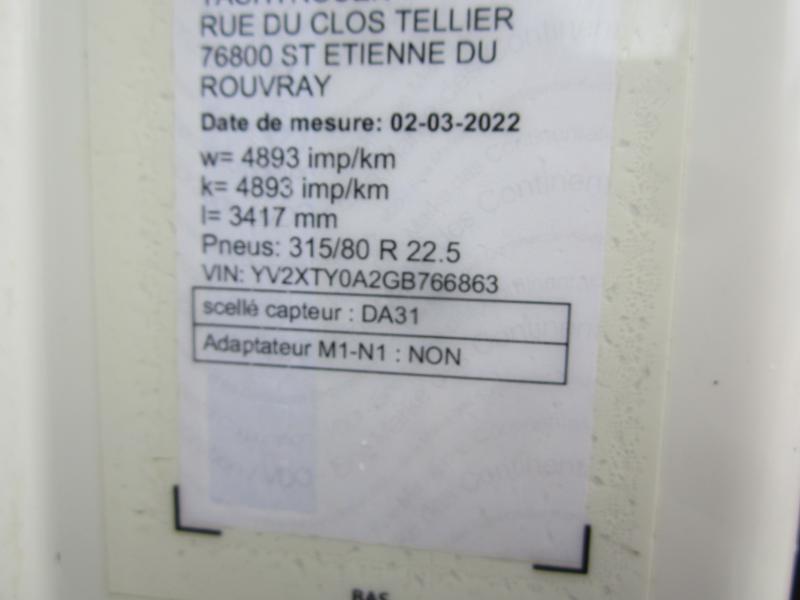 RUE DU CLOS TELLIER
76800 ST ETIENNE DU
ROUVRAY
Date de mesure: 02-03-2022
w= 4893 imp/km
k= 4893 imp/km
l= 3417 mm
Pneus: 315/80 R 22.5
VIN: YV2XTY0A2GB766863
scellé capteur : DA31
Adaptateur M1-N1 : NON
BAS